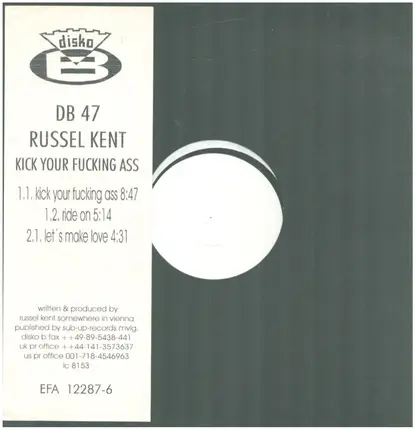 disko
B
DB 47
RUSSEL KENT
KICK YOUR FUCKING ASS
1.1. kick your fucking ass 8:47
1.2. ride on 5:14
2.1. let´s make love 4:31
written & produced by
russel kent somewhere in vienna
published by sub-up-records mvlg.
disko b fax ++49-89-5438-441
uk pr office ++44-141-3573637
us pr office 001-718-4546963
lc 8153
EFA 12287-6